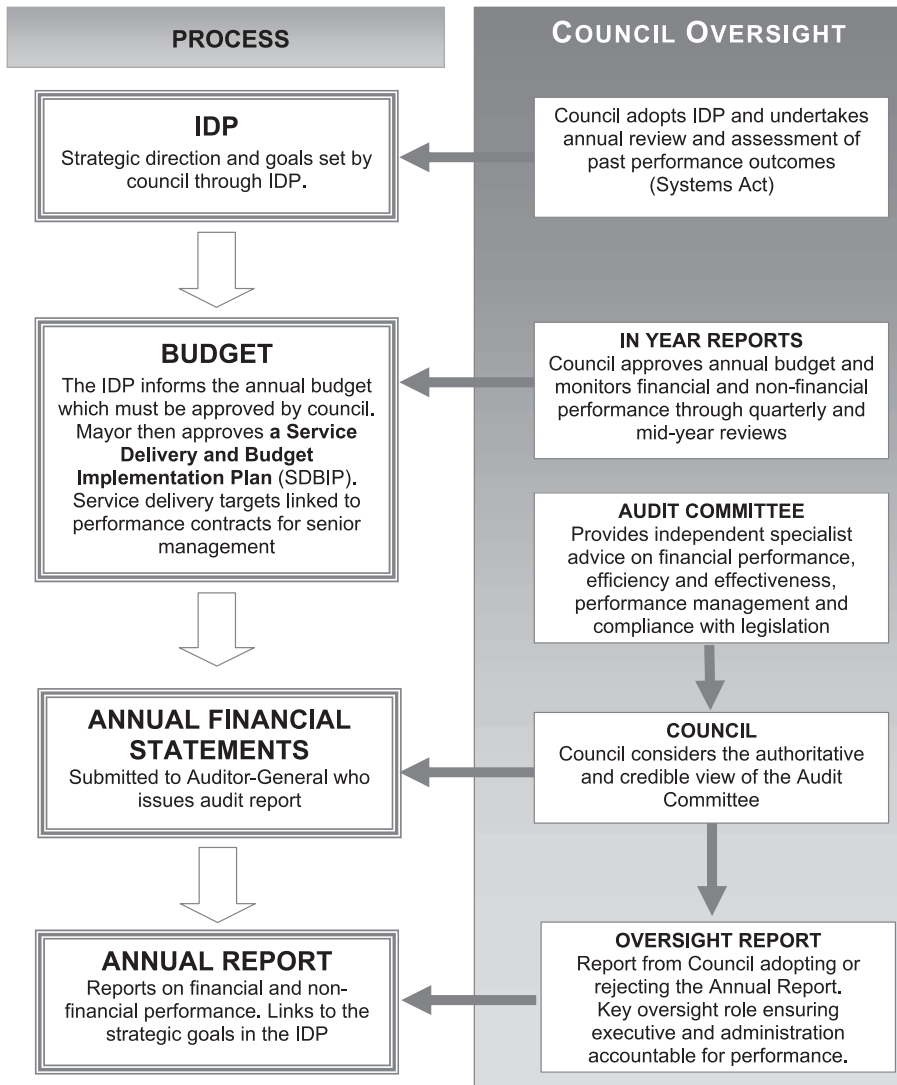 PROCESS
COUNCIL OVERSIGHT
IDP
Strategic direction and goals set by
council through IDP.
Council adopts IDP and undertakes
annual review and assessment of
past performance outcomes
(Systems Act)
BUDGET
The IDP informs the annual budget
which must be approved by council.
Mayor then approves a Service
Delivery and Budget
Implementation Plan (SDBIP).
Service delivery targets linked to
performance contracts for senior
management
IN YEAR REPORTS
Council approves annual budget and
monitors financial and non-financial
performance through quarterly and
mid-year reviews
AUDIT COMMITTEE
Provides independent specialist
advice on financial performance,
efficiency and effectiveness,
performance management and
compliance with legislation
ANNUAL FINANCIAL
STATEMENTS
Submitted to Auditor-General who
issues audit report
COUNCIL
Council considers the authoritative
and credible view of the Audit
Committee
ANNUAL REPORT
Reports on financial and non-
financial performance. Links to the
strategic goals in the IDP
OVERSIGHT REPORT
Report from Council adopting or
rejecting the Annual Report.
Key oversight role ensuring
executive and administration
accountable for performance.